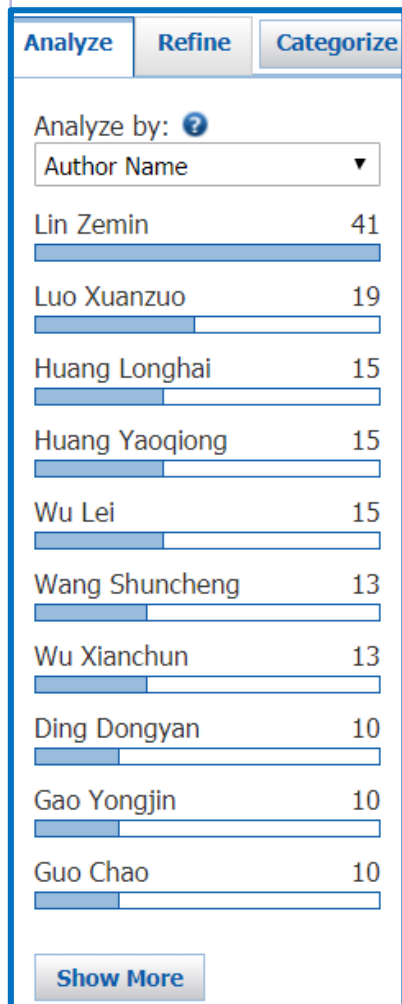 Analyze Refine Categorize
Analyze by: ?
Author Name ▼
Lin Zemin 41
Luo Xuanzuo 19
Huang Longhai 15
Huang Yaoqiong 15
Wu Lei 15
Wang Shuncheng 13
Wu Xianchun 13
Ding Dongyan 10
Gao Yongjin 10
Guo Chao 10
Show More